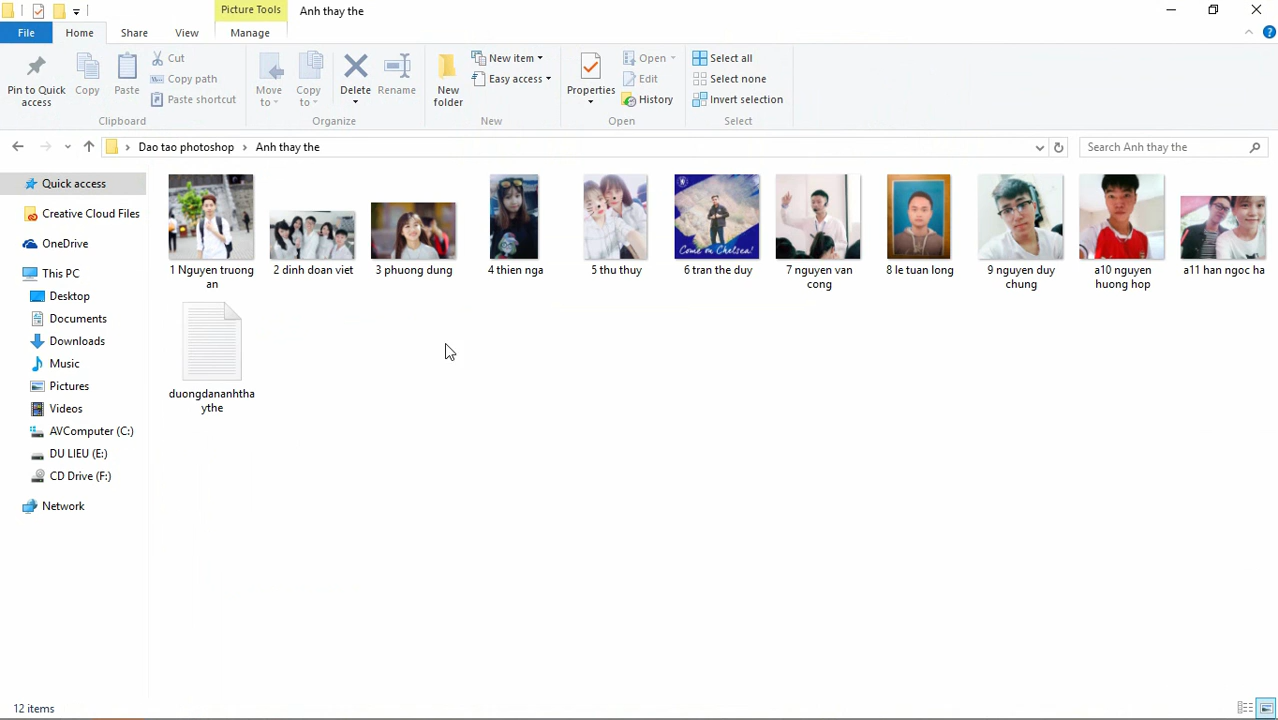 Picture Tools
Anh thay the
File
Home
Share
View
Manage
Pin to Quick
access
Copy
Paste
Cut
Copy path
Paste shortcut
Clipboard
Move
to
Copy
to
Delete
Rename
Organize
New
folder
New item
Easy access
New
Properties
Open
Edit
History
Open
Select all
Select none
Invert selection
Select
Dao tao photoshop
Anh thay the
Search Anh thay the
Quick access
Creative Cloud Files
OneDrive
This PC
Desktop
Documents
Downloads
Music
Pictures
Videos
AVComputer (C:)
DU LIEU (E:)
CD Drive (F:)
Network
1 Nguyen truong
an
2 dinh doan viet
3 phuong dung
4 thien nga
5 thu thuy
Come on Chelsea!
6 tran the duy
7 nguyen van
cong
8 le tuan long
9 nguyen duy
chung
a10 nguyen
huong hop
a11 han ngoc ha
duongdananhtha
ythe
12 items